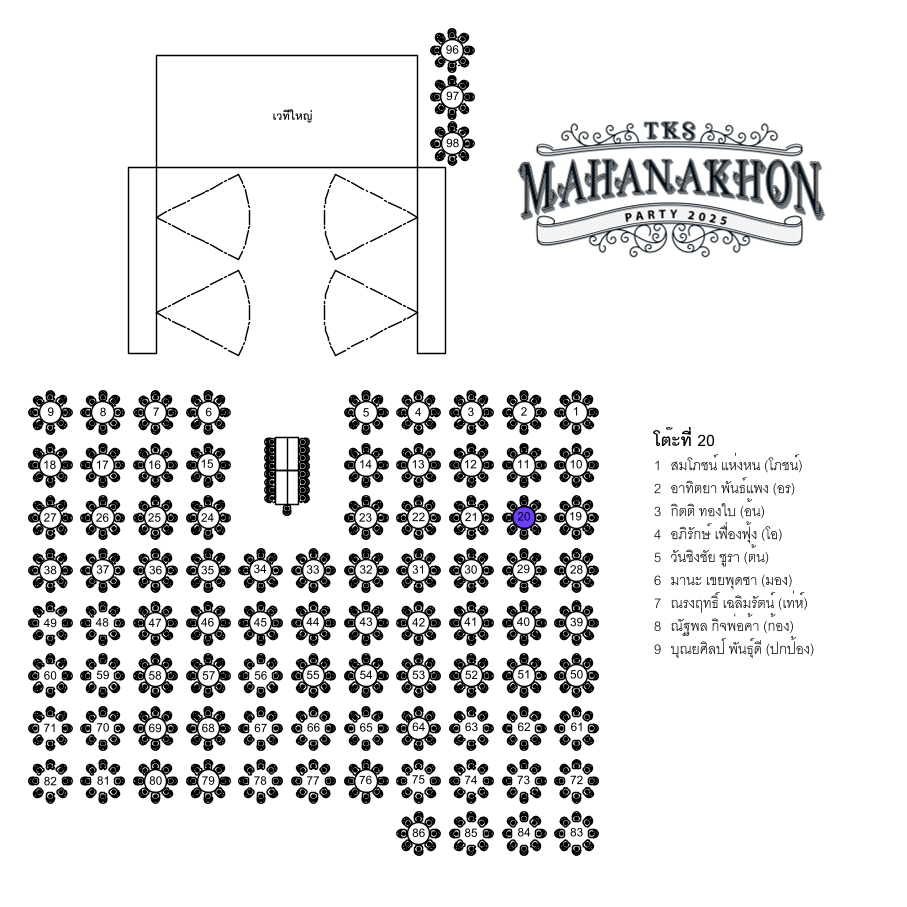 96
97
เวทีใหญ่
98
TKS
MAHANAKHON
PARTY 2025
9 8 7 6 5 4 3 2 1
18 17 16 15 14 13 12 11 10
27 26 25 24 23 22 21 20 19
38 37 36 35 34 33 32 31 30 29 28
49 48 47 46 45 44 43 42 41 40 39
60 59 58 57 56 55 54 53 52 51 50
71 70 69 68 67 66 65 64 63 62 61
82 81 80 79 78 77 76 75 74 73 72
86 85 84 83
โต๊ะที่ 20
1 สมโภชน์ แห่งหน (โภชน์)
2 อาทิตยา พันธ์แพง (อร)
3 กิตติ ทองใบ (อ้น)
4 อภิรักษ์ เฟื่องฟุ้ง (โอ)
5 วันชิงชัย ชูรา (ต้น)
6 มานะ เขยพุดซา (มอง)
7 ณรงฤทธิ์ เฉลิมรัตน์ (เท่ห์)
8 ณัฐพล กิจพ่อค้า (ก้อง)
9 บุณยศิลป์ พันธุ์ดี (ปกป้อง)